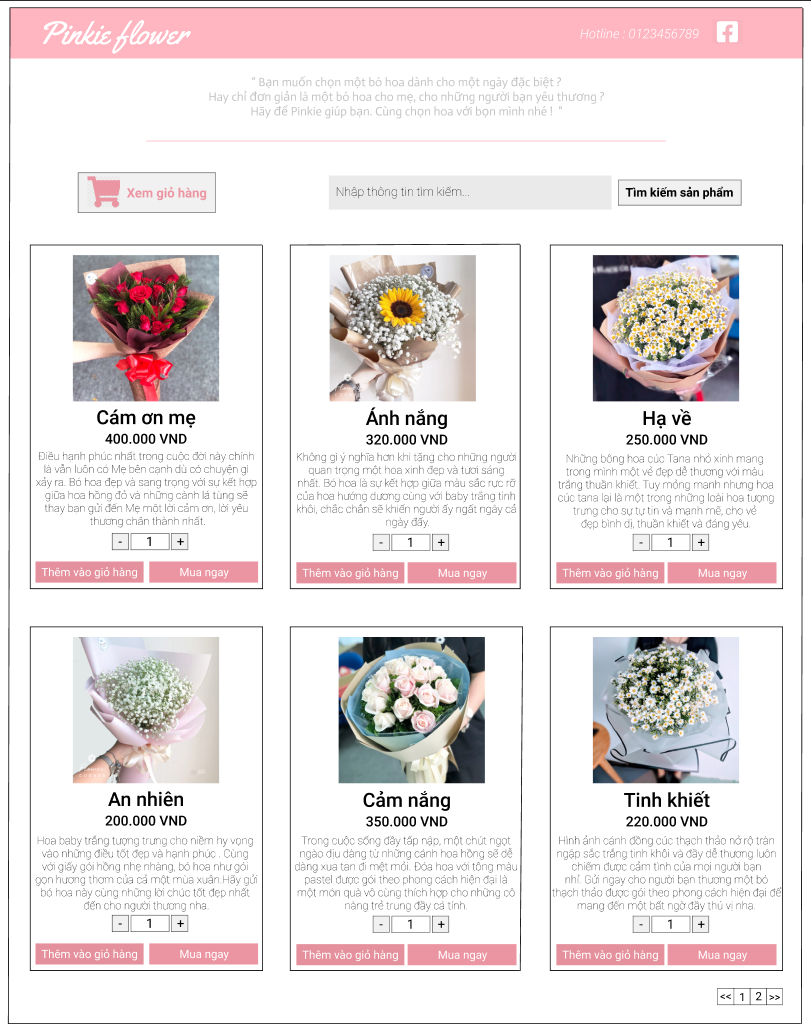 Pinkie flower
Hotline : 0123456789
" Bạn muốn chọn một bó hoa dành cho một ngày đặc biệt ?
Hay chỉ đơn giản là một bó hoa cho mẹ, cho những người bạn yêu thương ?
Hãy để Pinkie giúp bạn. Cùng chọn hoa với bọn mình nhé ! "
Xem giỏ hàng
Nhập thông tin tìm kiếm...
Tìm kiếm sản phẩm
Cám ơn mẹ
400.000 VND
Điều hạnh phúc nhất trong cuộc đời này chính
là vẫn luôn có Mẹ bên cạnh dù có chuyện gì
xảy ra. Bó hoa đẹp và sang trọng với sự kết hợp
giữa hoa hồng đỏ và những cành lá tùng sẽ
thay bạn gửi đến Mẹ một lời cảm ơn, lời yêu
thương chân thành nhất.
- 1 +
Thêm vào giỏ hàng
Mua ngay
Ánh nắng
320.000 VND
Không gì ý nghĩa hơn khi tặng cho những người
quan trọng một hoa xinh đẹp và tươi sáng
nhất. Bó hoa là sự kết hợp giữa màu sắc rực rỡ
của hoa hướng dương cùng với baby trắng tinh
khôi, chắc chắn sẽ khiến người ấy ngất ngây cả
ngày đấy.
- 1 +
Thêm vào giỏ hàng
Mua ngay
Hạ về
250.000 VND
Những bông hoa cúc Tana nhỏ xinh mang
trong mình một vẻ đẹp dễ thương với màu
trắng thuần khiết. Tuy mỏng manh nhưng hoa
cúc tana lại là một trong những loài hoa tượng
trưng cho sự tự tin và mạnh mẽ, cho vẻ
đẹp bình dị, thuần khiết và đáng yêu.
- 1 +
Thêm vào giỏ hàng
Mua ngay
An nhiên
200.000 VND
Hoa baby trắng tượng trưng cho niềm hy vọng
vào những điều tốt đẹp và hạnh phúc . Cùng
với giấy gói hồng nhẹ nhàng, bó hoa như gói
gọn hương thơm của cả một mùa xuân.Hãy gửi
bó hoa này cùng những lời chúc tốt đẹp nhất
đến cho người thương nha.
- 1 +
Thêm vào giỏ hàng
Mua ngay
Cảm nắng
350.000 VND
Trong cuộc sống đầy tấp nập, một chút ngọt
ngào dịu dàng từ những cánh hoa hồng sẽ dễ
dàng xua tan đi mệt mỏi. Đóa hoa với tông màu
pastel được gói theo phong cách hiện đại là
một món quà vô cùng thích hợp cho những cô
nàng trẻ trung đầy cá tính.
- 1 +
Thêm vào giỏ hàng
Mua ngay
Tinh khiết
220.000 VND
Hình ảnh cánh đồng cúc thạch thảo nở rộ tràn
ngập sắc trắng tinh khôi và đầy dễ thương luôn
chiếm được cảm tình của mọi người bạn
nhỉ. Gửi ngay cho người bạn thương một bó
thạch thảo được gói theo phong cách hiện đại để
mang đến một bất ngờ đầy thú vị nha.
- 1 +
Thêm vào giỏ hàng
Mua ngay
<< 1 2 >>